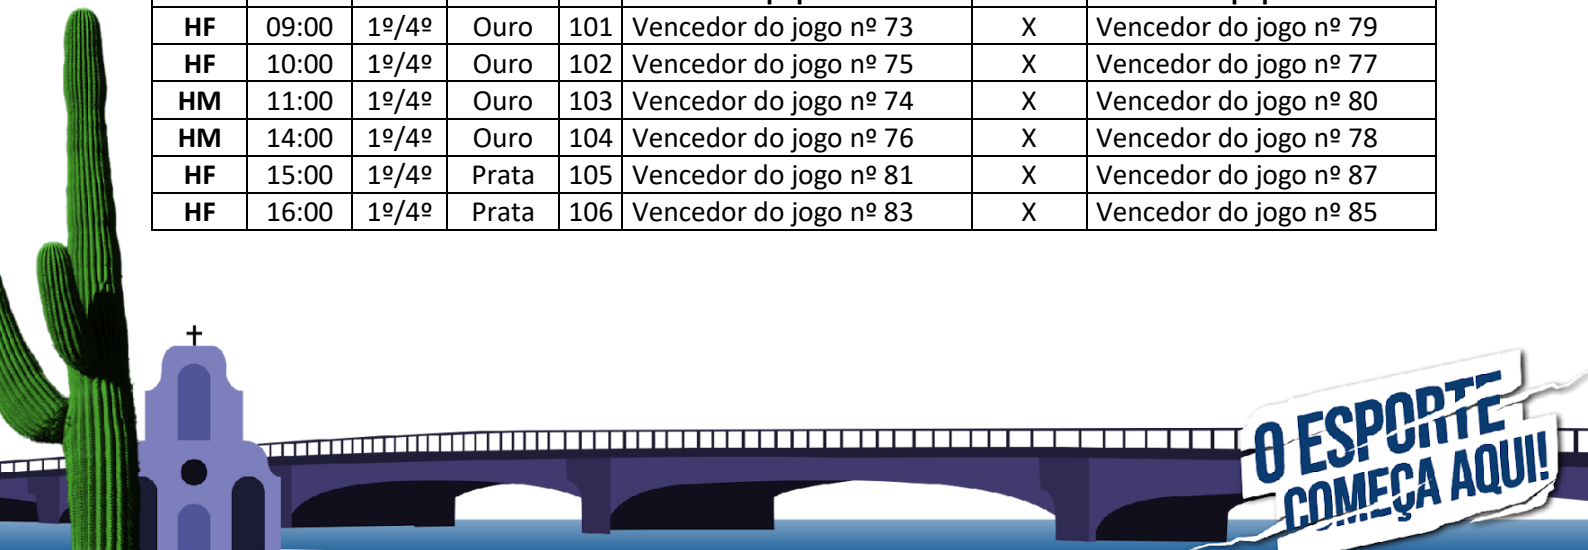 HF 09:00 1º/4º Ouro 101 Vencedor do jogo nº 73 X Vencedor do jogo nº 79
HF 10:00 1º/4º Ouro 102 Vencedor do jogo nº 75 X Vencedor do jogo nº 77
HM 11:00 1º/4º Ouro 103 Vencedor do jogo nº 74 X Vencedor do jogo nº 80
HM 14:00 1º/4º Ouro 104 Vencedor do jogo nº 76 X Vencedor do jogo nº 78
HF 15:00 1º/4º Prata 105 Vencedor do jogo nº 81 X Vencedor do jogo nº 87
HF 16:00 1º/4º Prata 106 Vencedor do jogo nº 83 X Vencedor do jogo nº 85
O ESPORTE
COMEÇA AQUI!